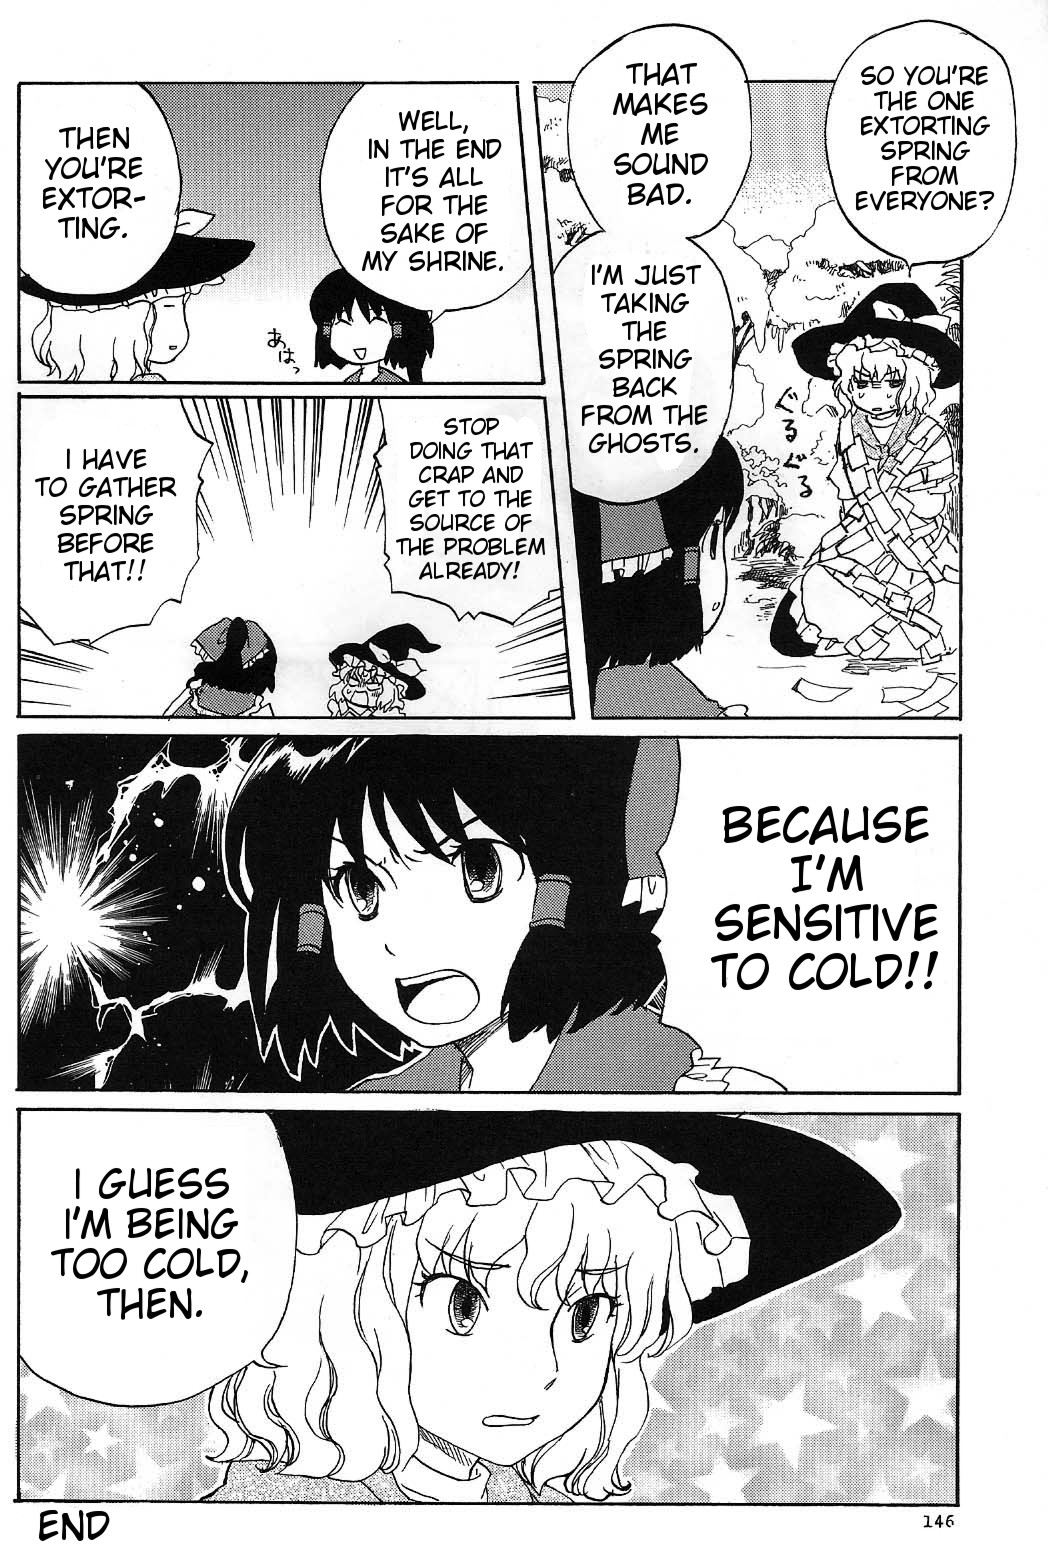 SO YOU'RE
THE ONE
EXTORTING
SPRING
FROM
EVERYONE?
THAT
MAKES
ME
SOUND
BAD.
I'M JUST
TAKING
THE
SPRING
BACK
FROM THE
GHOSTS.
ぐるぐる
WELL,
IN THE END
IT'S ALL
FOR THE
SAKE OF
MY SHRINE.
あはっ
THEN
YOU'RE
EXTOR-
TING.
STOP
DOING THAT
CRAP AND
GET TO THE
SOURCE OF
THE PROBLEM
ALREADY!
I HAVE
TO GATHER
SPRING
BEFORE
THAT!!
BECAUSE
I'M
SENSITIVE
TO COLD!!
I GUESS
I'M BEING
TOO COLD,
THEN.
END
146